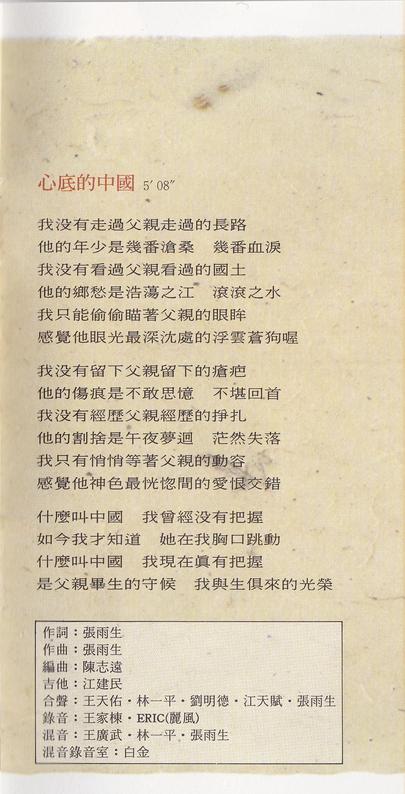 心底的中國 5'08"
我没有走過父親走過的長路
他的年少是幾番滄桑　幾番血淚
我没有看過父親看過的國土
他的鄉愁是浩蕩之江　滾滾之水
我只能偷偷瞄著父親的眼眸
感覺他眼光最深沈處的浮雲蒼狗喔
我没有留下父親留下的瘡疤
他的傷痕是不敢思憶　不堪回首
我没有經歷父親經歷的掙扎
他的割捨是午夜夢迴　茫然失落
我只有悄悄等著父親的動容
感覺他神色最恍惚間的愛恨交錯
什麼叫中國　我曾經没有把握
如今我才知道　她在我胸口跳動
什麼叫中國　我現在眞有把握
是父親畢生的守候　我與生俱來的光榮
作詞：張雨生
作曲：張雨生
編曲：陳志遠
吉他：江建民
合聲：王天佑・林一平・劉明德・江天賦・張雨生
錄音：王家棟・ERIC(麗風)
混音：王廣武・林一平・張雨生
混音錄音室：白金